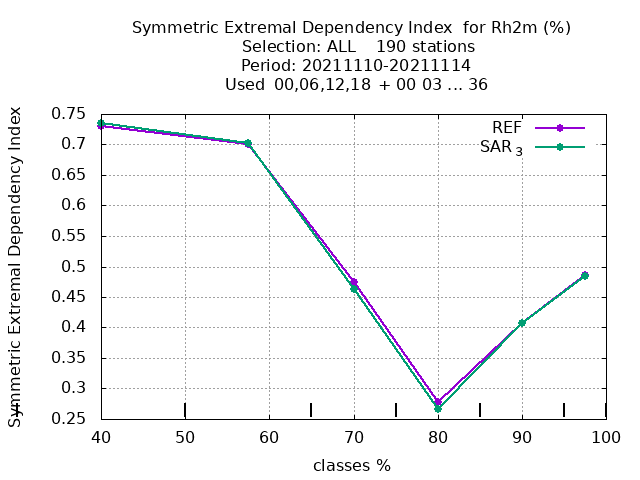 Symmetric Extremal Dependency Index for Rh2m (%)
Selection: ALL 190 stations
Period: 20211110-20211114
Used 00,06,12,18 + 00 03 ... 36
Symmetric Extremal Dependency Index
0.75
0.7
0.65
0.6
0.55
0.5
0.45
0.4
0.35
0.3
0.25
REF
SAR 3
40 50 60 70 80 90 100
classes %